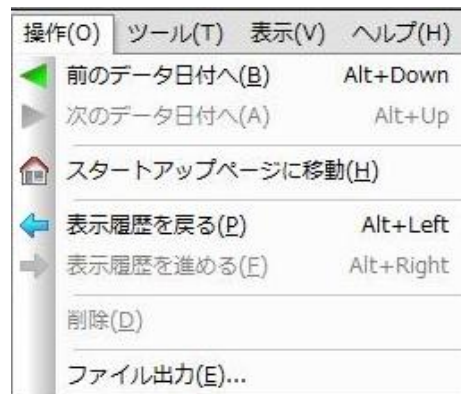 操作(O) ツール(T) 表示(V) ヘルプ(H)
前のデータ日付へ(B) Alt+Down
次のデータ日付へ(A) Alt+Up
スタートアップページに移動(H)
表示履歴を戻る(P) Alt+Left
表示履歴を進める(F) Alt+Right
削除(D)
ファイル出力(E)...